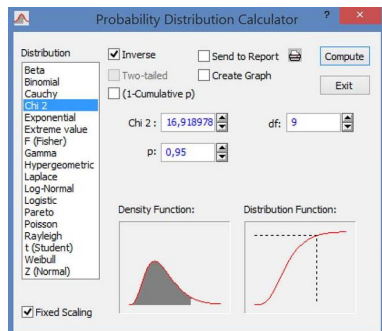 Probability Distribution Calculator ? ×
Distribution
Beta
Binomial
Cauchy
Chi 2
Exponential
Extreme value
F (Fisher)
Gamma
Hypergeometric
Laplace
Log-Normal
Logistic
Pareto
Poisson
Rayleigh
t (Student)
Weibull
Z (Normal)
Fixed Scaling
Inverse
Two-tailed
(1-Cumulative p)
Send to Report
Create Graph
Compute
Exit
Chi 2 : 16,918978
df: 9
p: 0,95
Density Function:
Distribution Function: